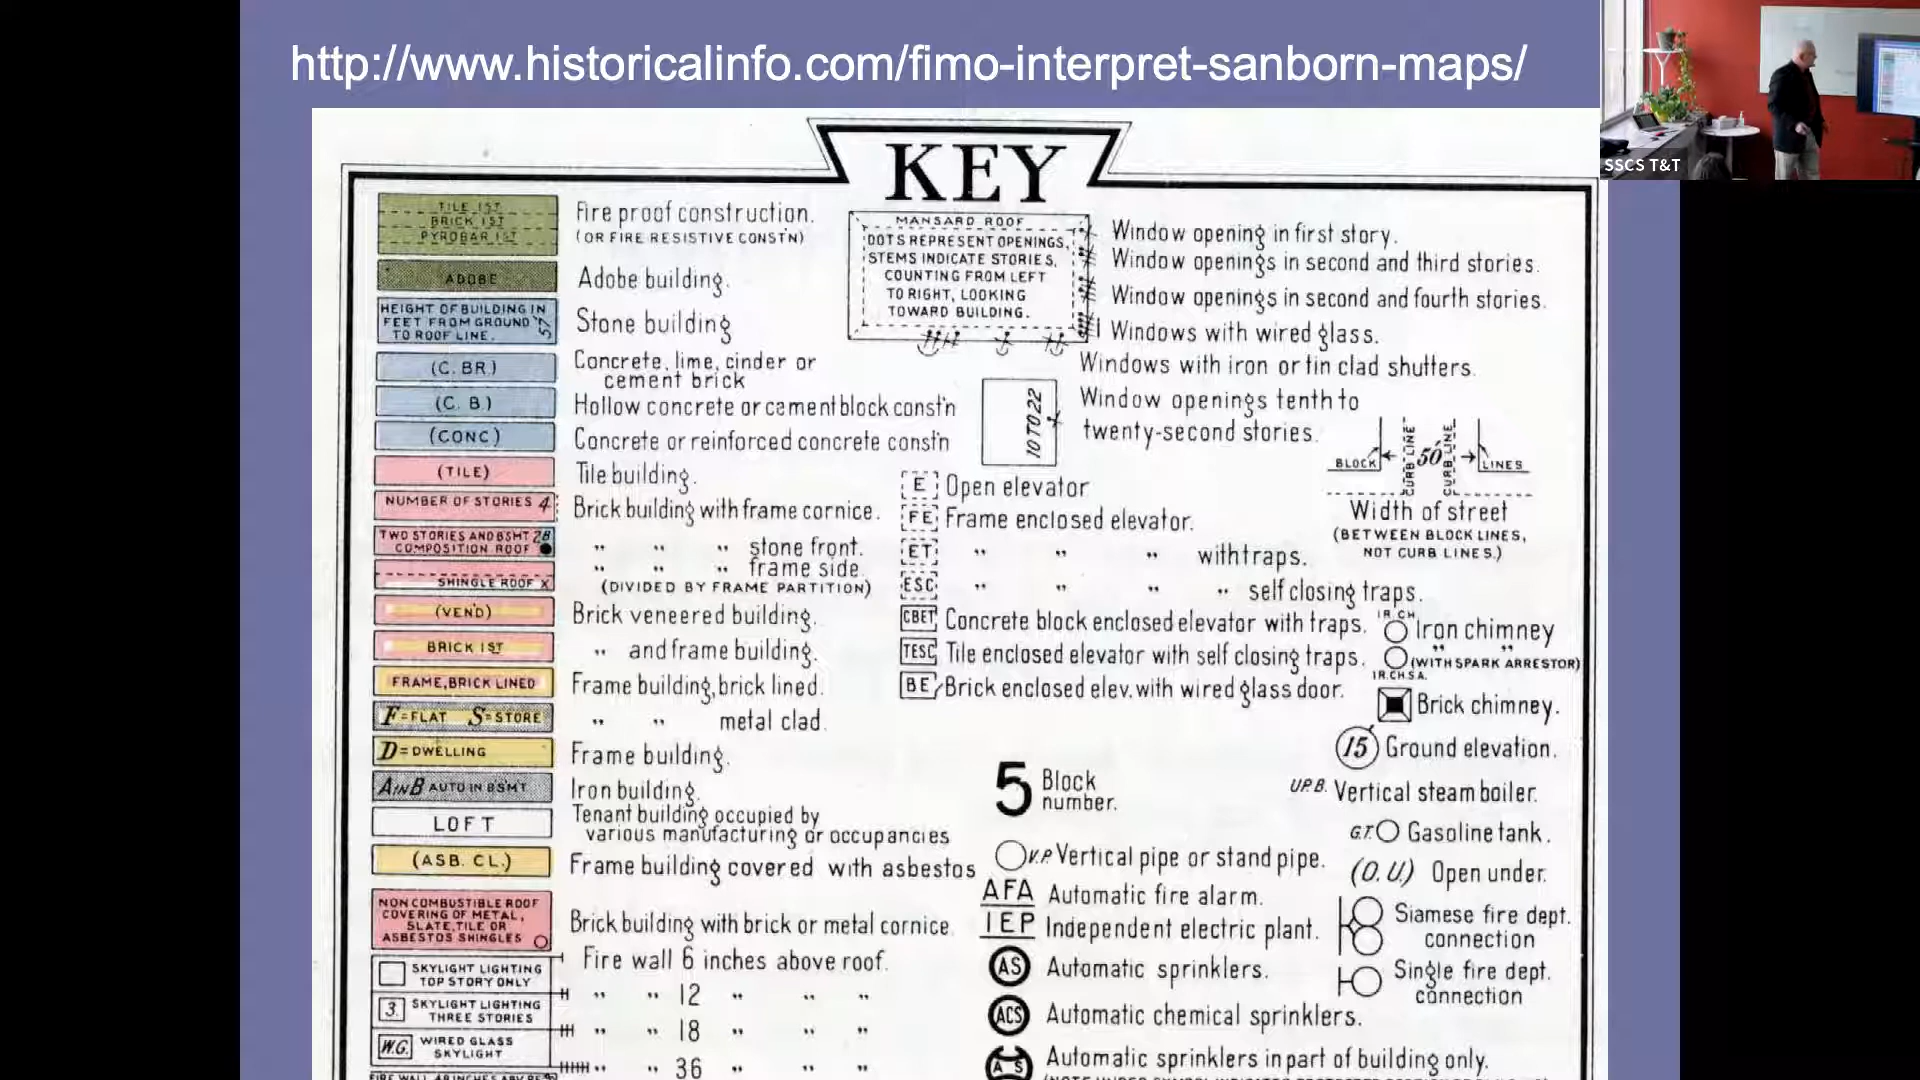 http://www.historicalinfo.com/fimo-interpret-sanborn-maps/
SSCS T&T
KEY
TILE 1ST
BRICK 1ST
PYROBAR 1ST
Fire proof construction.
(OR FIRE RESISTIVE CONST'N)
ADOBE
Adobe building.
HEIGHT OF BUILDING IN
FEET FROM GROUND
TO ROOF LINE.
Stone building
(C. BR.)
Concrete, lime, cinder or
cement brick
(C. B.)
Hollow concrete or cement block const'n
(CONC)
Concrete or reinforced concrete const'n
(TILE)
Tile building.
NUMBER OF STORIES 4
Brick building with frame cornice.
TWO STORIES AND BSMT 2B
COMPOSITION ROOF
" " " stone front.
SHINGLE ROOF X
" " " frame side.
(DIVIDED BY FRAME PARTITION)
(VEN'D)
Brick veneered building.
BRICK 1ST
" and frame building.
FRAME, BRICK LINED
Frame building, brick lined.
F=FLAT S=STORE
" " metal clad.
D=DWELLING
Frame building.
A IN B AUTO IN BSM'T
Iron building.
LOFT
Tenant building occupied by
various manufacturing or occupancies
(ASB. CL.)
Frame building covered with asbestos
NON COMBUSTIBLE ROOF
COVERING OF METAL,
SLATE, TILE OR
ASBESTOS SHINGLES
Brick building with brick or metal cornice
SKYLIGHT LIGHTING
TOP STORY ONLY
Fire wall 6 inches above roof.
3. SKYLIGHT LIGHTING
THREE STORIES
" " 12 " " "
W.G. WIRED GLASS
SKYLIGHT
" " 18 " " "
" " 36 " " "
MANSARD ROOF
DOTS REPRESENT OPENINGS,
STEMS INDICATE STORIES,
COUNTING FROM LEFT
TO RIGHT, LOOKING
TOWARD BUILDING.
Window opening in first story.
Window openings in second and third stories.
Window openings in second and fourth stories.
Windows with wired glass.
Windows with iron or tin clad shutters.
10 TO 22
Window openings tenth to
twenty-second stories.
BLOCK CURB LINE 50' CURB LINE LINES
Width of street
(BETWEEN BLOCK LINES,
NOT CURB LINES.)
E Open elevator
FE Frame enclosed elevator.
ET " " " with traps.
ESC " " " self closing traps.
CBET Concrete block enclosed elevator with traps.
TESC Tile enclosed elevator with self closing traps.
BE Brick enclosed elev. with wired glass door.
IR. CH.
Iron chimney
" "
(WITH SPARK ARRESTOR)
IR.CH.S.A.
Brick chimney.
15 Ground elevation.
5 Block
number.
UP.B. Vertical steam boiler.
G.T. Gasoline tank.
V.P. Vertical pipe or stand pipe.
(O.U.) Open under.
AFA Automatic fire alarm.
IEP Independent electric plant.
Siamese fire dept.
connection
Single fire dept.
connection
AS Automatic sprinklers.
ACS Automatic chemical sprinklers.
A S Automatic sprinklers in part of building only.